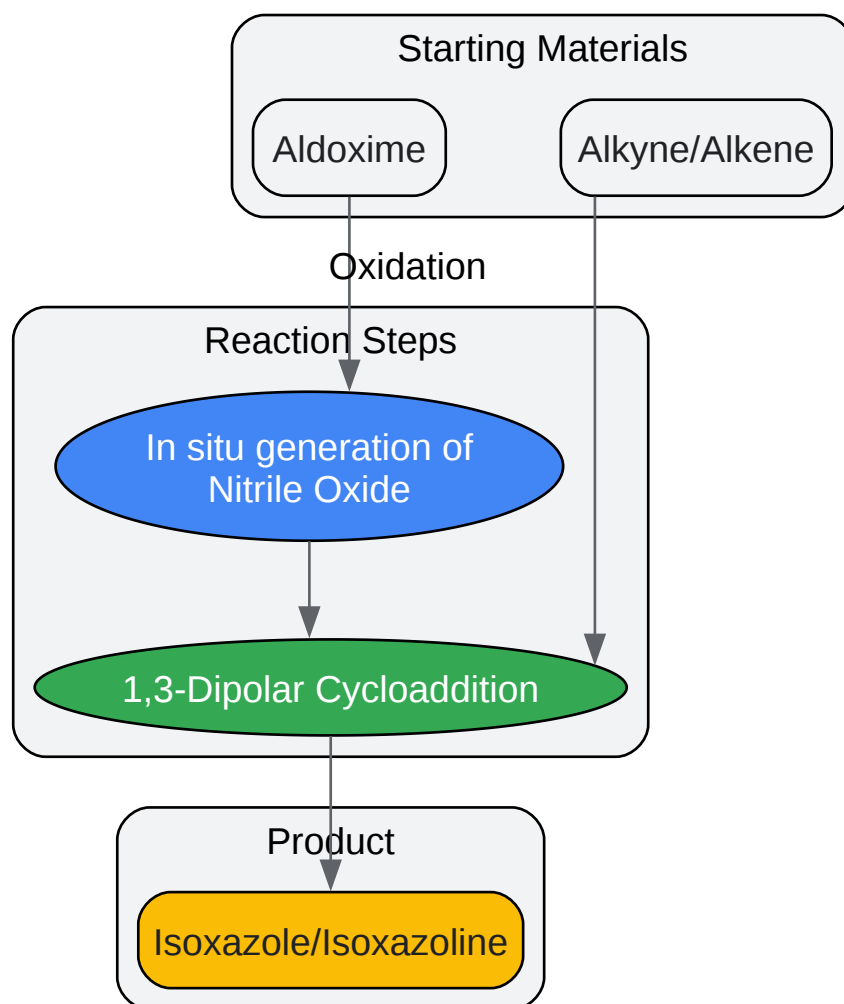 Starting Materials
Aldoxime
Alkyne/Alkene
Oxidation
Reaction Steps
In situ generation of
Nitrile Oxide
1,3-Dipolar Cycloaddition
Product
Isoxazole/Isoxazoline